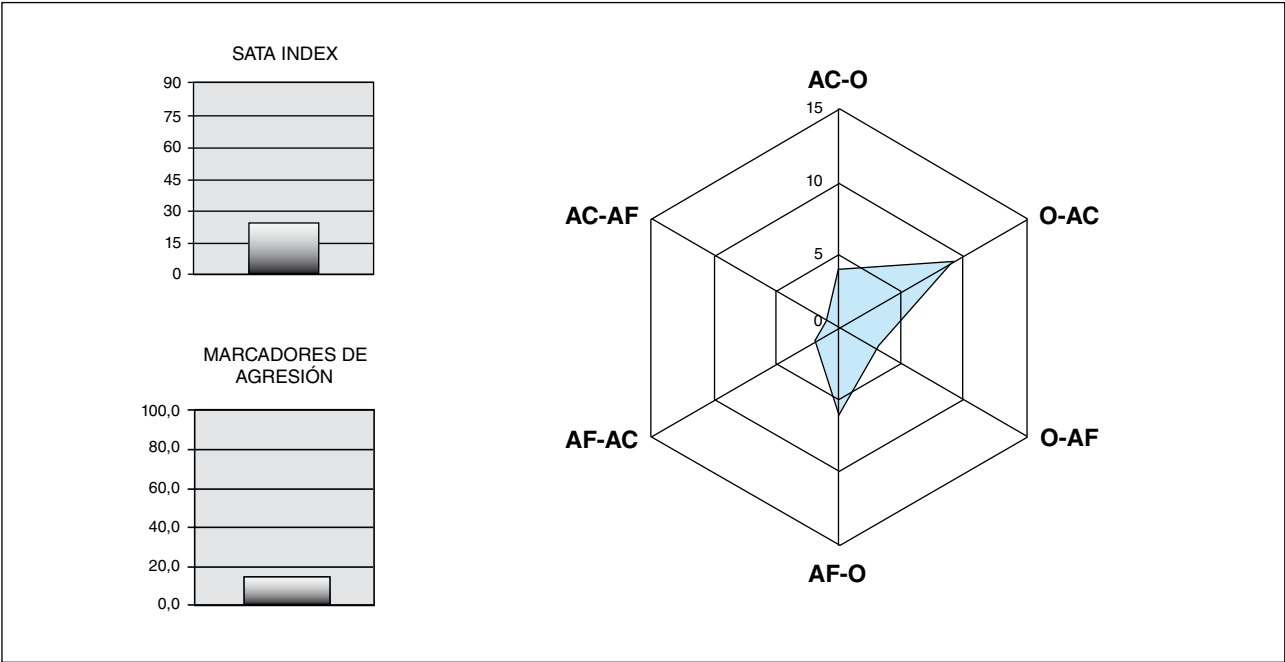 SATA INDEX
90
75
60
45
30
15
0
MARCADORES DE
AGRESIÓN
100,0
80,0
60,0
40,0
20,0
0,0
AC-O
15
10
5
0
O-AC
O-AF
AF-O
AF-AC
AC-AF